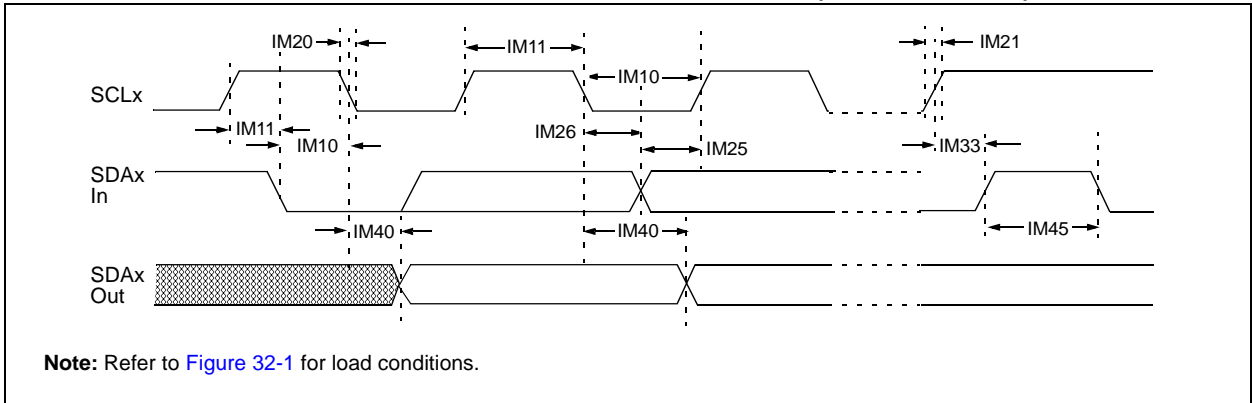 IM20
IM11
IM21
IM10
SCLx
IM11
IM26
IM10
IM25
IM33
SDAx
In
IM40
IM40
IM45
SDAx
Out
Note: Refer to Figure 32-1 for load conditions.